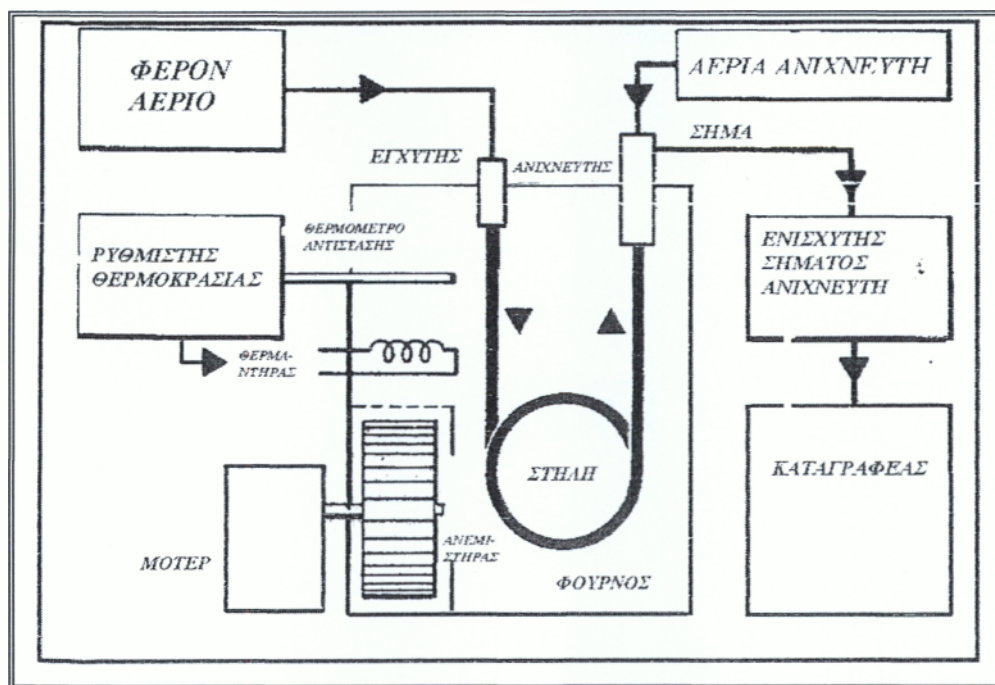 ΦΕΡΟΝ
ΑΕΡΙΟ
ΑΕΡΙΑ ΑΝΙΧΝΕΥΤΗ
ΣΗΜΑ
ΕΓΧΥΤΗΣ
ΑΝΙΧΝΕΥΤΗΣ
ΘΕΡΜΟΜΕΤΡΟ
ΑΝΤΙΣΤΑΣΗΣ
ΡΥΘΜΙΣΤΗΣ
ΘΕΡΜΟΚΡΑΣΙΑΣ
ΕΝΙΣΧΥΤΗΣ
ΣΗΜΑΤΟΣ
ΑΝΙΧΝΕΥΤΗ
ΘΕΡΜΑ-
ΝΤΗΡΑΣ
ΣΤΗΛΗ
ΚΑΤΑΓΡΑΦΕΑΣ
ΜΟΤΕΡ
ΑΝΕΜΙ-
ΣΤΗΡΑΣ
ΦΟΥΡΝΟΣ